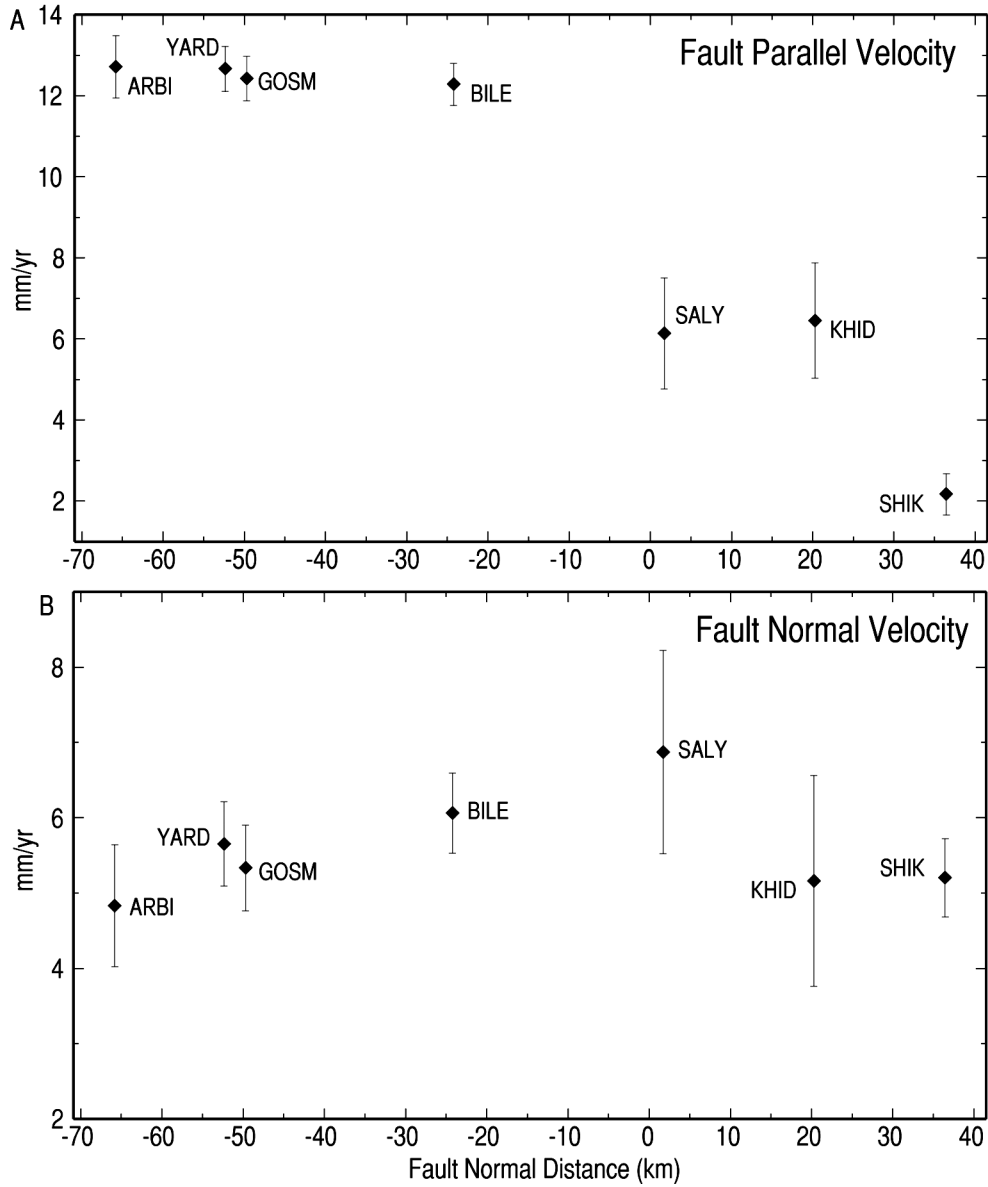 A
Fault Parallel Velocity
mm/yr
14
12
10
8
6
4
2
ARBI
YARD
GOSM
BILE
SALY
KHID
SHIK
-70 -60 -50 -40 -30 -20 -10 0 10 20 30 40
B
Fault Normal Velocity
mm/yr
8
6
4
2
ARBI
YARD
GOSM
BILE
SALY
KHID
SHIK
-70 -60 -50 -40 -30 -20 -10 0 10 20 30 40
Fault Normal Distance (km)